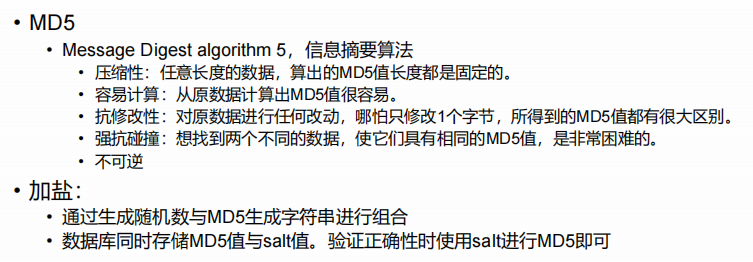 • MD5
• Message Digest algorithm 5，信息摘要算法
• 压缩性：任意长度的数据，算出的MD5值长度都是固定的。
• 容易计算：从原数据计算出MD5值很容易。
• 抗修改性：对原数据进行任何改动，哪怕只修改1个字节，所得到的MD5值都有很大区别。
• 强抗碰撞：想找到两个不同的数据，使它们具有相同的MD5值，是非常困难的。
• 不可逆
• 加盐：
• 通过生成随机数与MD5生成字符串进行组合
• 数据库同时存储MD5值与salt值。验证正确性时使用salt进行MD5即可